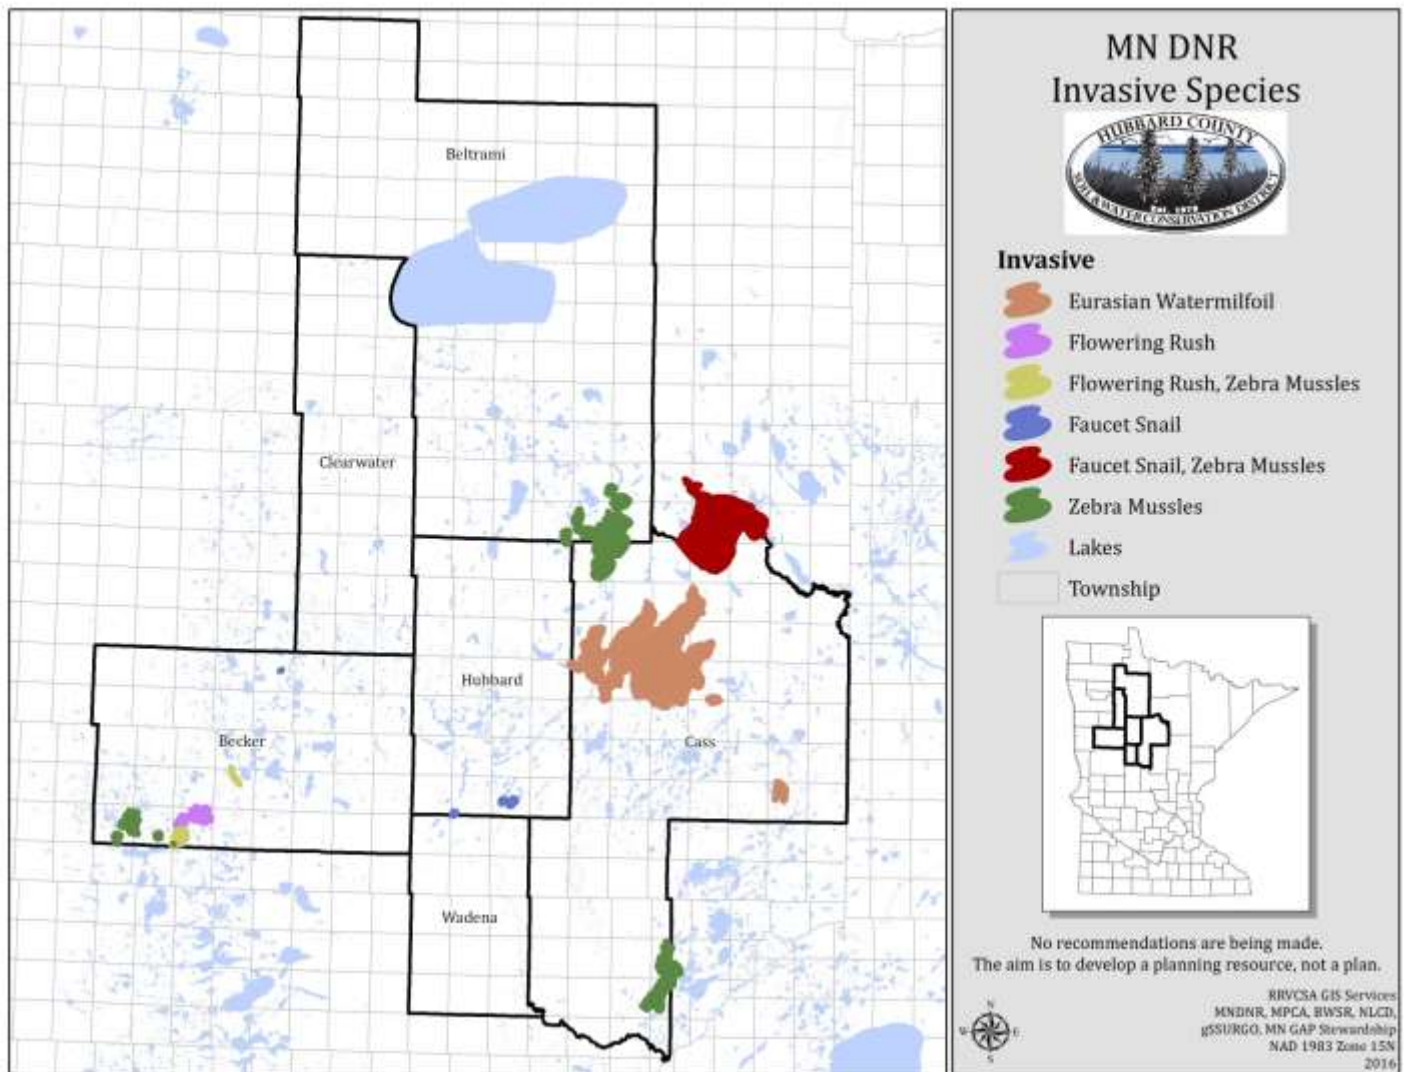 Beltrami
Clearwater
Hubbard
Becker
Cass
Wadena
MN DNR
Invasive Species
HUBBARD COUNTY
SOIL & WATER CONSERVATION DISTRICT
Invasive
Eurasian Watermilfoil
Flowering Rush
Flowering Rush, Zebra Mussles
Faucet Snail
Faucet Snail, Zebra Mussles
Zebra Mussles
Lakes
Township
No recommendations are being made.
The aim is to develop a planning resource, not a plan.
N
W E
S
RRVCSA GIS Services
MNDNR, MPCA, BWSR, NLCD,
gSSURGO, MN GAP Stewardship
NAD 1983 Zone 15N
2016